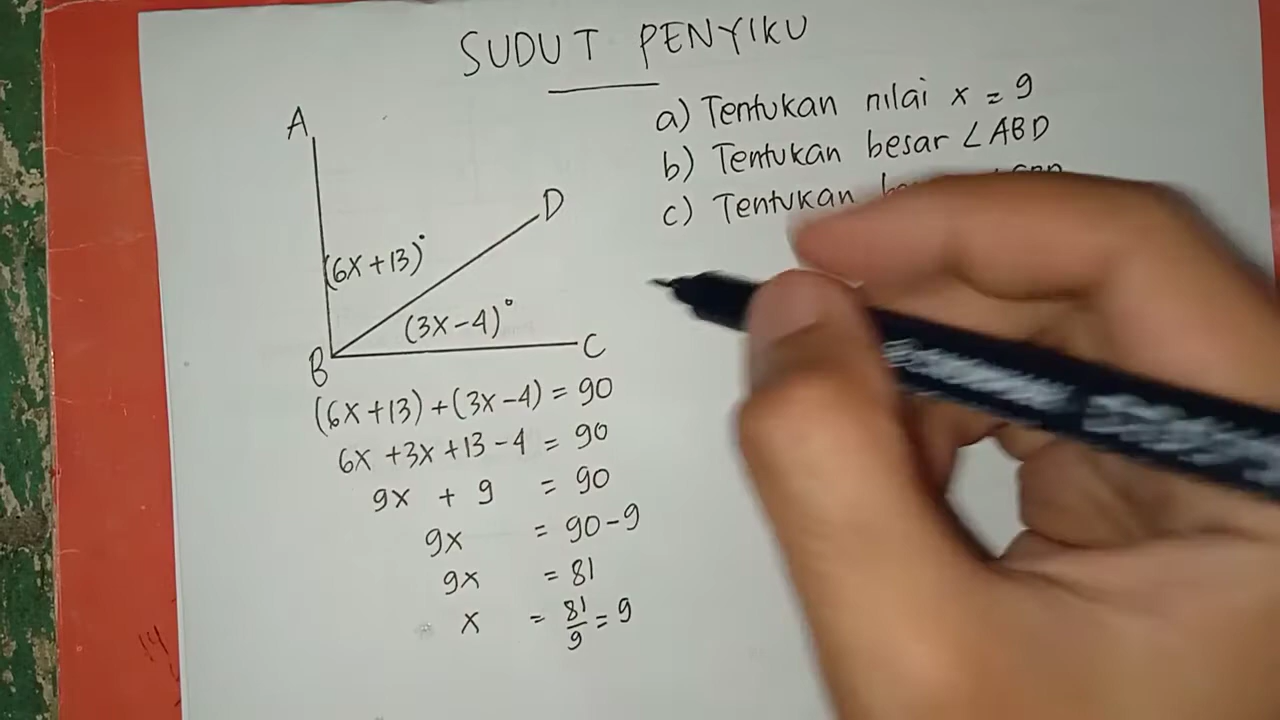 SUDUT PENYIKU
a) Tentukan nilai x = 9
b) Tentukan besar ∠ABD
c) Tentukan
A
D
(6x+13)°
(3x-4)°
B
C
(6x+13)+(3x-4) = 90
6x +3x +13-4 = 90
9x + 9 = 90
9x = 90-9
9x = 81
x = 81/9 = 9